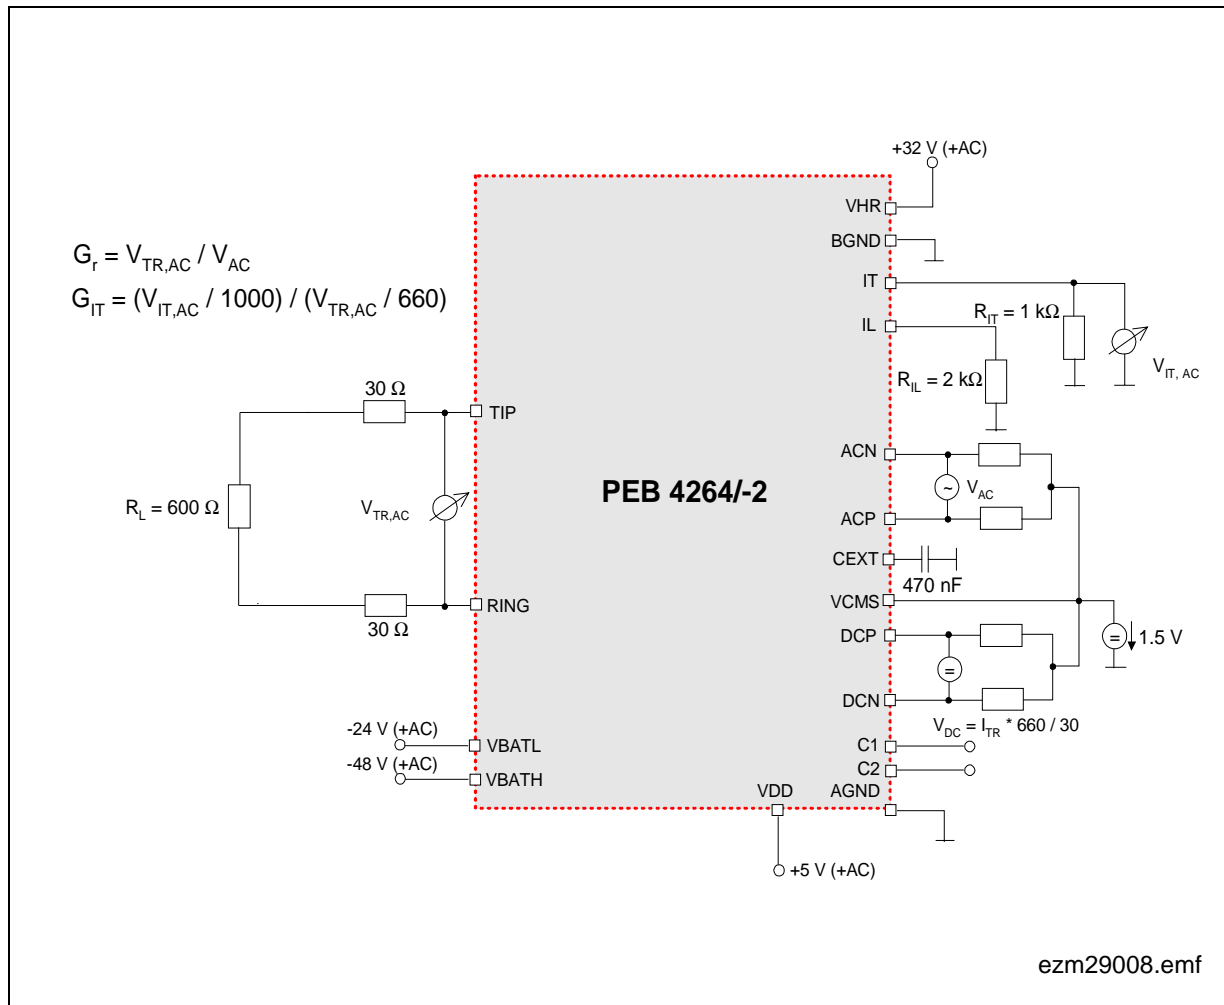 +32 V (+AC)
VHR
BGND
G_r = V_TR,AC / V_AC
G_IT = (V_IT,AC / 1000) / (V_TR,AC / 660)
IT
IL
R_IT = 1 kΩ
V_IT, AC
R_IL = 2 kΩ
30 Ω
TIP
ACN
PEB 4264/-2
V_AC
R_L = 600 Ω
V_TR,AC
ACP
CEXT
470 nF
VCMS
RING
30 Ω
DCP
=
1.5 V
=
DCN
V_DC = I_TR * 660 / 30
-24 V (+AC)
VBATL
C1
-48 V (+AC)
VBATH
C2
VDD
AGND
+5 V (+AC)
ezm29008.emf